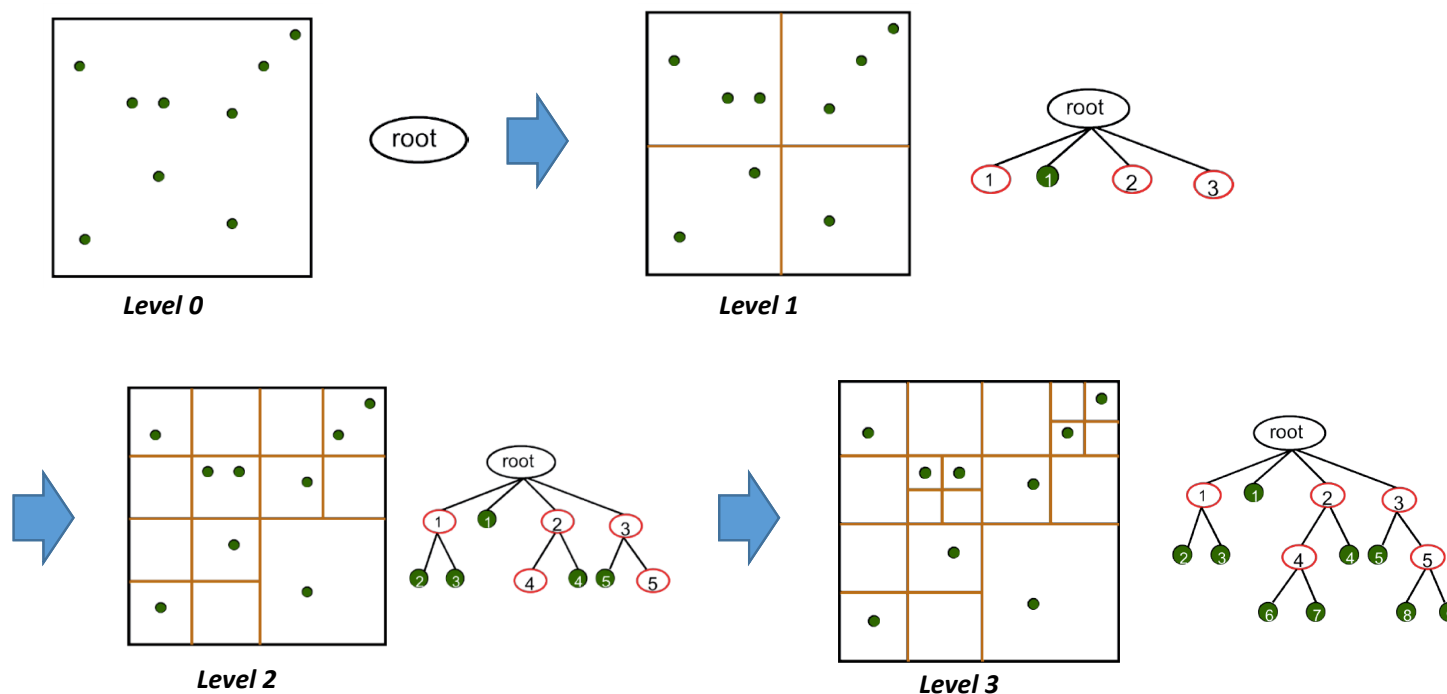 root
Level 0
root
1 1 2 3
Level 1
root
1 1 2 3
2 3 4 4 5 5
Level 2
root
1 1 2 3
2 3 4 4 5 5
6 7 8
Level 3